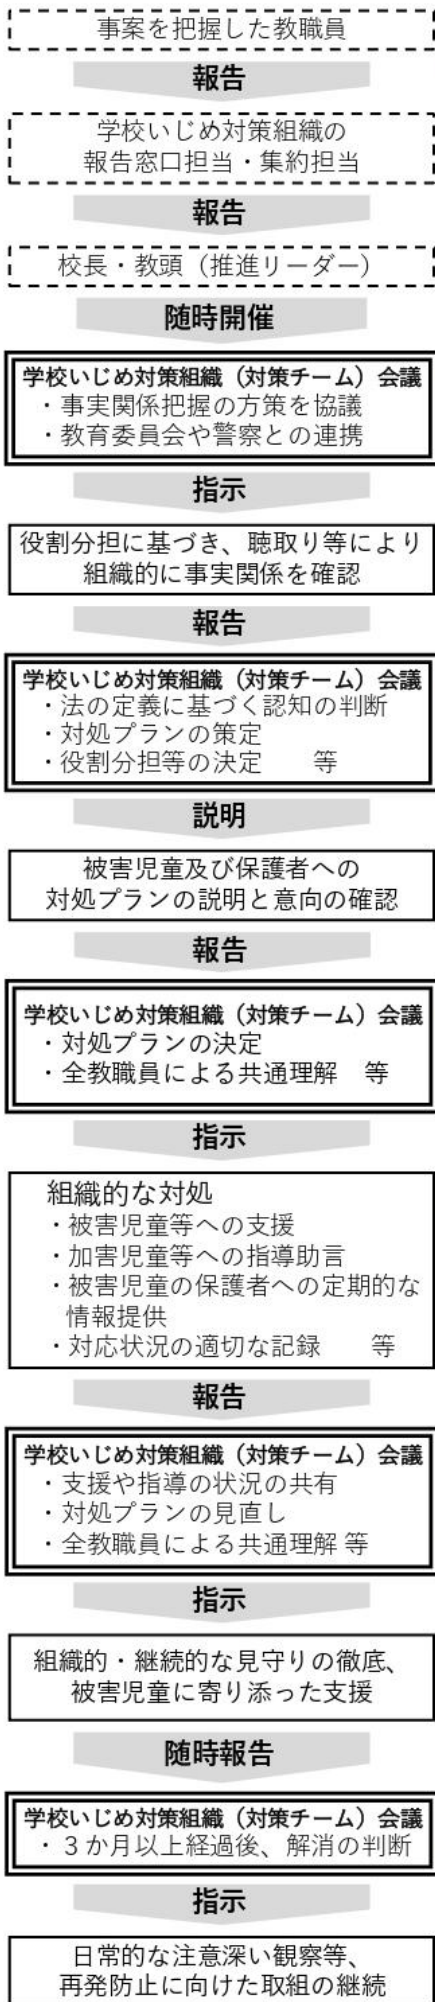 事案を把握した教職員
報告
学校いじめ対策組織の
報告窓口担当・集約担当
報告
校長・教頭（推進リーダー）
随時開催
学校いじめ対策組織（対策チーム）会議
・事実関係把握の方策を協議
・教育委員会や警察との連携
指示
役割分担に基づき、聴取り等により
組織的に事実関係を確認
報告
学校いじめ対策組織（対策チーム）会議
・法の定義に基づく認知の判断
・対処プランの策定
・役割分担等の決定　　等
説明
被害児童及び保護者への
対処プランの説明と意向の確認
報告
学校いじめ対策組織（対策チーム）会議
・対処プランの決定
・全教職員による共通理解　等
指示
組織的な対処
・被害児童等への支援
・加害児童等への指導助言
・被害児童の保護者への定期的な
情報提供
・対応状況の適切な記録　　等
報告
学校いじめ対策組織（対策チーム）会議
・支援や指導の状況の共有
・対処プランの見直し
・全教職員による共通理解 等
指示
組織的・継続的な見守りの徹底、
被害児童に寄り添った支援
随時報告
学校いじめ対策組織（対策チーム）会議
・３か月以上経過後、解消の判断
指示
日常的な注意深い観察等、
再発防止に向けた取組の継続